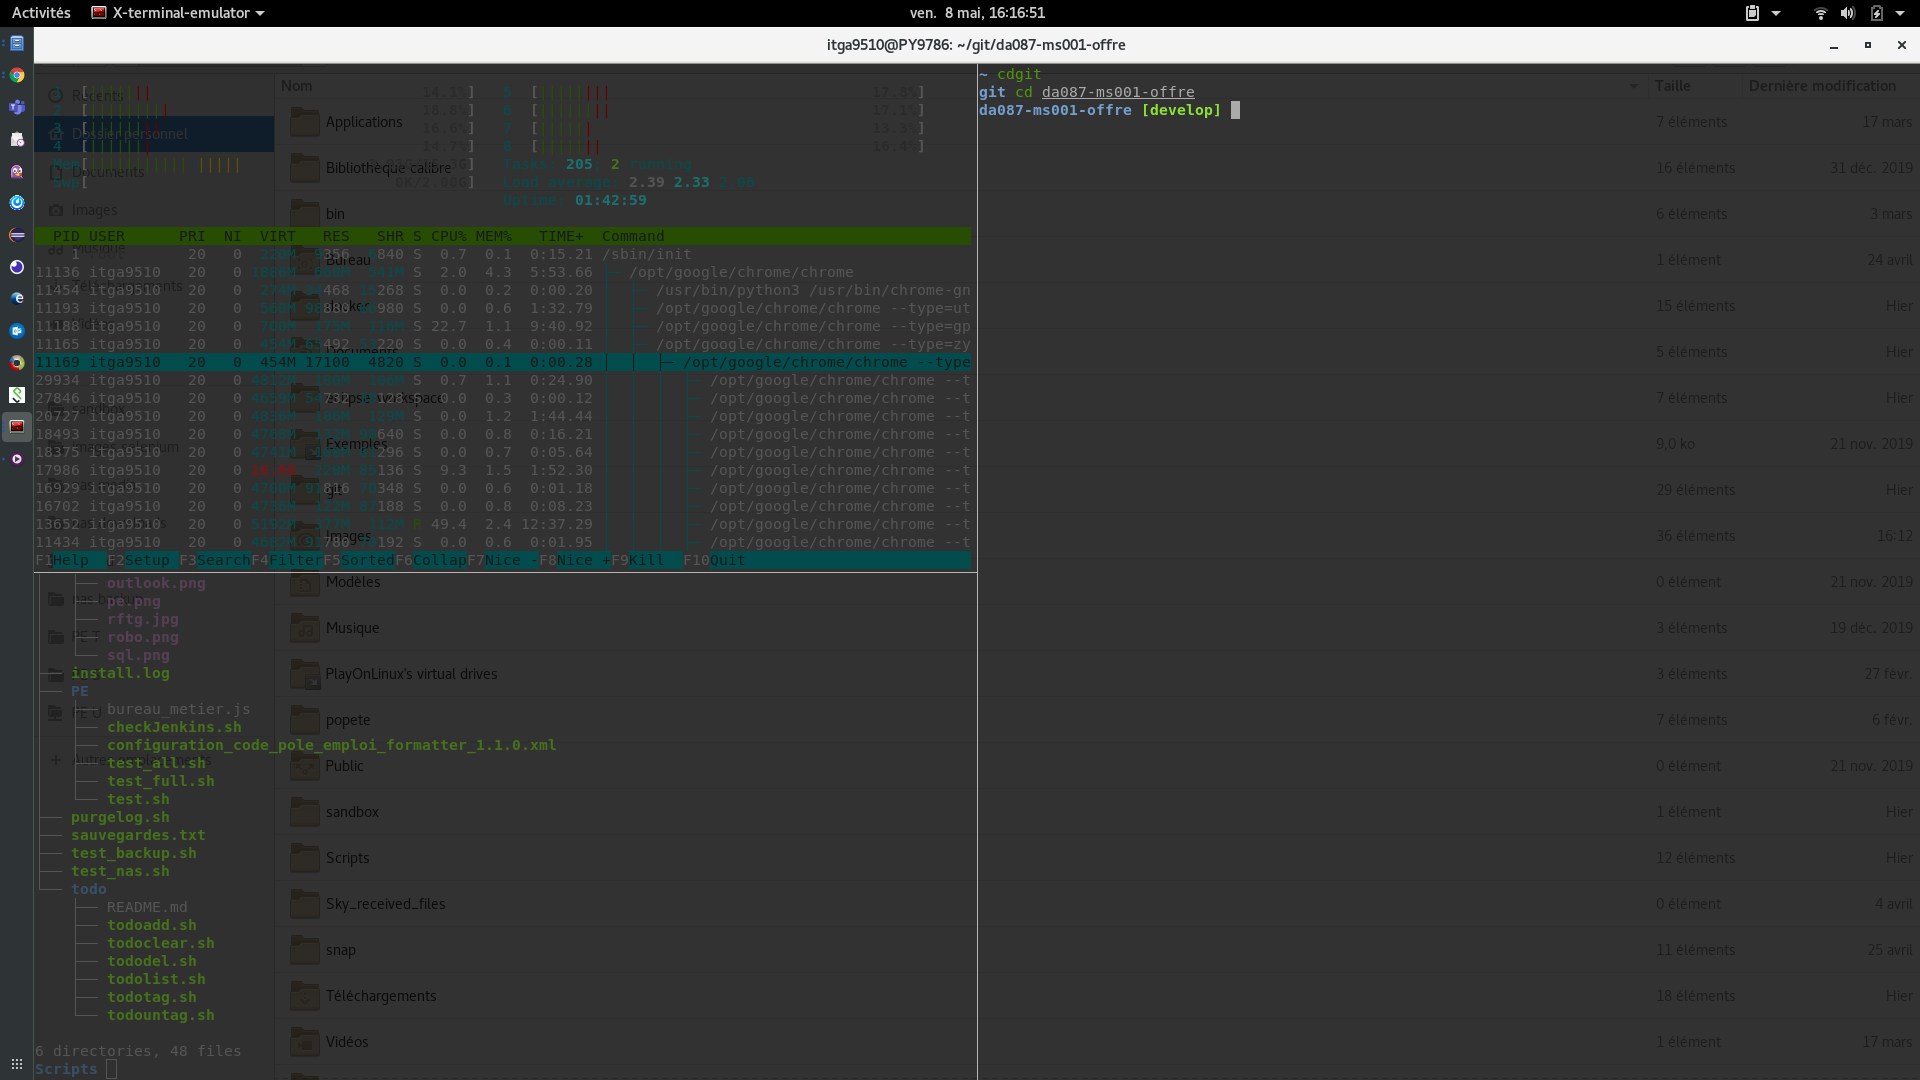 Activités
X-terminal-emulator
ven. 8 mai, 16:16:51
itga9510@PY9786: ~/git/da087-ms001-offre
~ cdgit
git cd da087-ms001-offre
da087-ms001-offre [develop]
Tasks: 205 2 running
Load average: 2.39 2.33
Uptime: 01:42:59
PID USER PRI NI VIRT RES SHR S CPU% MEM% TIME+ Command
1 20 0 S 0.7 0.1 0:15.21 /sbin/init
11136 itga9510 20 0 S 2.0 4.3 5:53.66 /opt/google/chrome/chrome
11454 itga9510 20 0 S 0.0 0.2 0:00.20 /usr/bin/python3 /usr/bin/chrome-gn
11193 itga9510 20 0 S 0.0 0.6 1:32.79 /opt/google/chrome/chrome --type=ut
11188 itga9510 20 0 S 22.7 1.1 9:40.92 /opt/google/chrome/chrome --type=gp
11165 itga9510 20 0 S 0.0 0.4 0:00.11 /opt/google/chrome/chrome --type=zy
11169 itga9510 20 0 454M 17100 4820 S 0.0 0.1 0:00.28 /opt/google/chrome/chrome --type
29934 itga9510 20 0 S 0.7 1.1 0:24.90 /opt/google/chrome/chrome --t
27846 itga9510 20 0 S 0.0 0.3 0:00.12 /opt/google/chrome/chrome --t
20727 itga9510 20 0 S 0.0 1.2 1:44.44 /opt/google/chrome/chrome --t
18493 itga9510 20 0 S 0.0 0.8 0:16.21 /opt/google/chrome/chrome --t
18375 itga9510 20 0 S 0.0 0.7 0:05.64 /opt/google/chrome/chrome --t
17986 itga9510 20 0 S 9.3 1.5 1:52.30 /opt/google/chrome/chrome --t
16929 itga9510 20 0 S 0.0 0.6 0:01.18 /opt/google/chrome/chrome --t
16702 itga9510 20 0 S 0.0 0.8 0:08.23 /opt/google/chrome/chrome --t
13652 itga9510 20 0 R 49.4 2.4 12:37.29 /opt/google/chrome/chrome --t
11434 itga9510 20 0 S 0.0 0.6 0:01.95 /opt/google/chrome/chrome --t
F1Help F2Setup F3SearchF4FilterF5SortedF6CollapF7Nice -F8Nice +F9Kill F10Quit
outlook.png
pe.png
rftg.jpg
robo.png
sql.png
install.log
PE
bureau_metier.js
checkJenkins.sh
configuration_code_pole_emploi_formatter_1.1.0.xml
test_all.sh
test_full.sh
test.sh
purgelog.sh
sauvegardes.txt
test_backup.sh
test_nas.sh
todo
README.md
todoadd.sh
todoclear.sh
tododel.sh
todolist.sh
todotag.sh
todountag.sh
6 directories, 48 files
Scripts
Récents
Dossier personnel
Documents
Images
Musique
Nom Taille Dernière modification
Applications 7 éléments 17 mars
Bibliothèque calibre 16 éléments 31 déc. 2019
bin 6 éléments 3 mars
Bureau 1 élément 24 avril
docker 15 éléments Hier
Documents 5 éléments Hier
eclipse-workspace 7 éléments Hier
Exemples 9,0 ko 21 nov. 2019
git 29 éléments Hier
Images 36 éléments 16:12
Modèles 0 élément 21 nov. 2019
Musique 3 éléments 19 déc. 2019
PlayOnLinux's virtual drives 3 éléments 27 févr.
popete 7 éléments 6 févr.
Public 0 élément 21 nov. 2019
sandbox 1 élément Hier
Scripts 12 éléments Hier
Sky_received_files 0 élément 4 avril
snap 11 éléments 25 avril
Téléchargements 18 éléments Hier
Vidéos 1 élément 17 mars